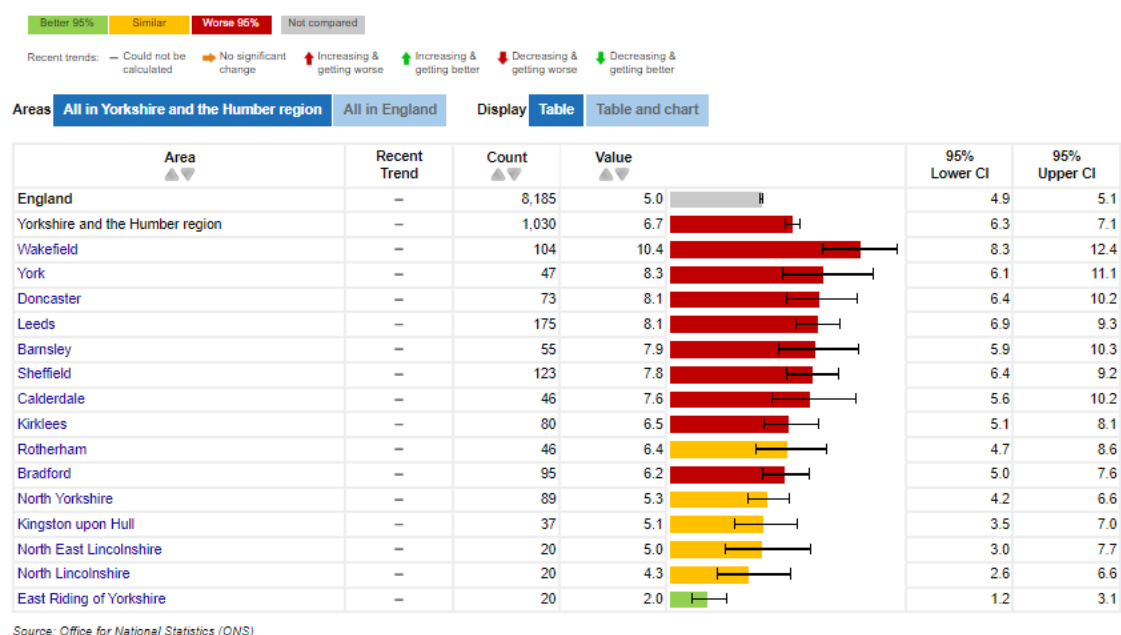 Better 95% Similar Worse 95% Not compared
Recent trends: – Could not be calculated No significant change Increasing & getting worse Increasing & getting better Decreasing & getting worse Decreasing & getting better
Areas All in Yorkshire and the Humber region All in England Display Table Table and chart
Area Recent Trend Count Value 95% Lower CI 95% Upper CI
England – 8,185 5.0 4.9 5.1
Yorkshire and the Humber region – 1,030 6.7 6.3 7.1
Wakefield – 104 10.4 8.3 12.4
York – 47 8.3 6.1 11.1
Doncaster – 73 8.1 6.4 10.2
Leeds – 175 8.1 6.9 9.3
Barnsley – 55 7.9 5.9 10.3
Sheffield – 123 7.8 6.4 9.2
Calderdale – 46 7.6 5.6 10.2
Kirklees – 80 6.5 5.1 8.1
Rotherham – 46 6.4 4.7 8.6
Bradford – 95 6.2 5.0 7.6
North Yorkshire – 89 5.3 4.2 6.6
Kingston upon Hull – 37 5.1 3.5 7.0
North East Lincolnshire – 20 5.0 3.0 7.7
North Lincolnshire – 20 4.3 2.6 6.6
East Riding of Yorkshire – 20 2.0 1.2 3.1
Source: Office for National Statistics (ONS)